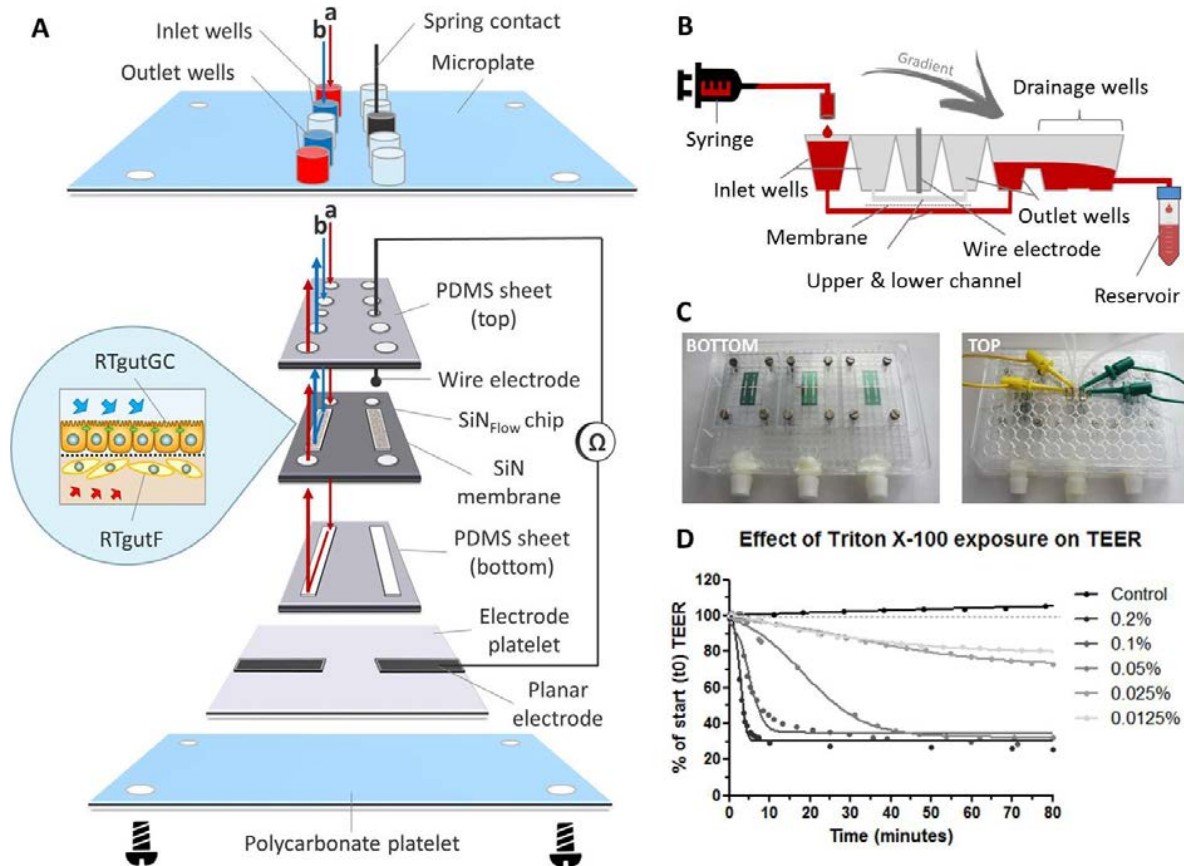 A
a
b
Inlet wells
Outlet wells
Spring contact
Microplate
a
b
PDMS sheet
(top)
Wire electrode
SiNFlow chip
SiN
membrane
Ω
RTgutGC
RTgutF
PDMS sheet
(bottom)
Electrode
platelet
Planar
electrode
Polycarbonate platelet
B
Gradient
Drainage wells
Syringe
Inlet wells
Outlet wells
Membrane
Wire electrode
Upper & lower channel
Reservoir
C
BOTTOM
TOP
D
Effect of Triton X-100 exposure on TEER
% of start (t0) TEER
120
100
80
60
40
20
0
0 10 20 30 40 50 60 70 80
Time (minutes)
Control
0.2%
0.1%
0.05%
0.025%
0.0125%